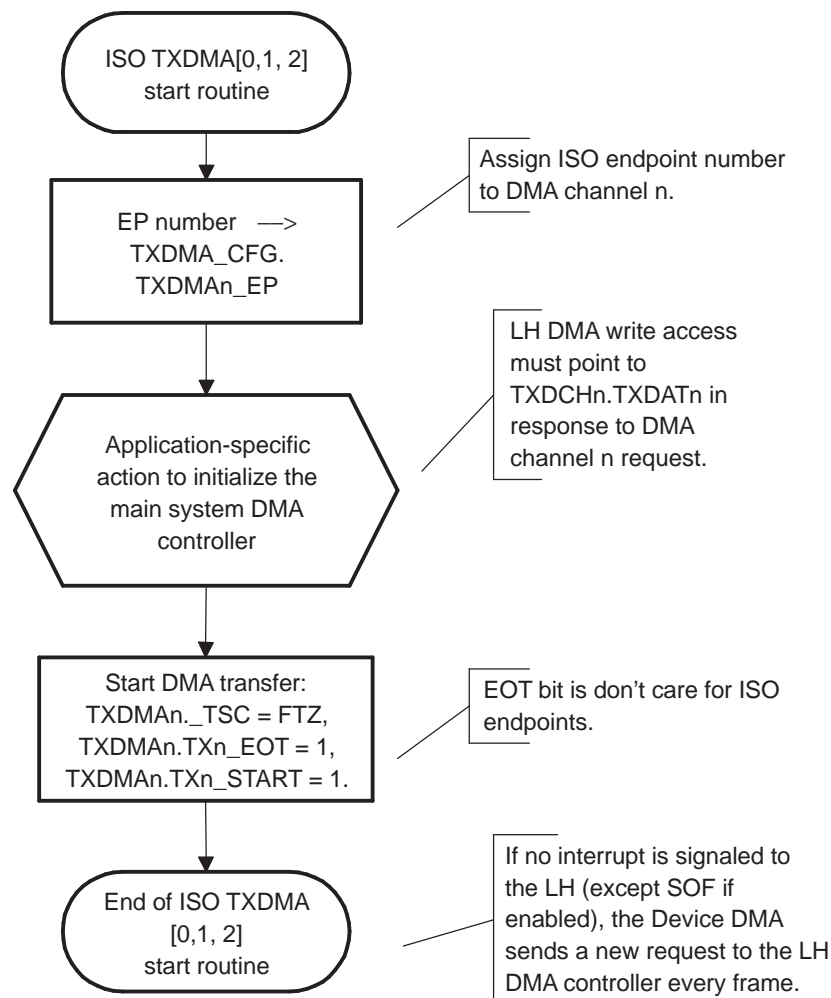 ISO TXDMA[0,1, 2]
start routine
Assign ISO endpoint number
to DMA channel n.
EP number —>
TXDMA_CFG.
TXDMAn_EP
LH DMA write access
must point to
TXDCHn.TXDATn in
response to DMA
channel n request.
Application-specific
action to initialize the
main system DMA
controller
Start DMA transfer:
TXDMAn._TSC = FTZ,
TXDMAn.TXn_EOT = 1,
TXDMAn.TXn_START = 1.
EOT bit is don't care for ISO
endpoints.
End of ISO TXDMA
[0,1, 2]
start routine
If no interrupt is signaled to
the LH (except SOF if
enabled), the Device DMA
sends a new request to the LH
DMA controller every frame.